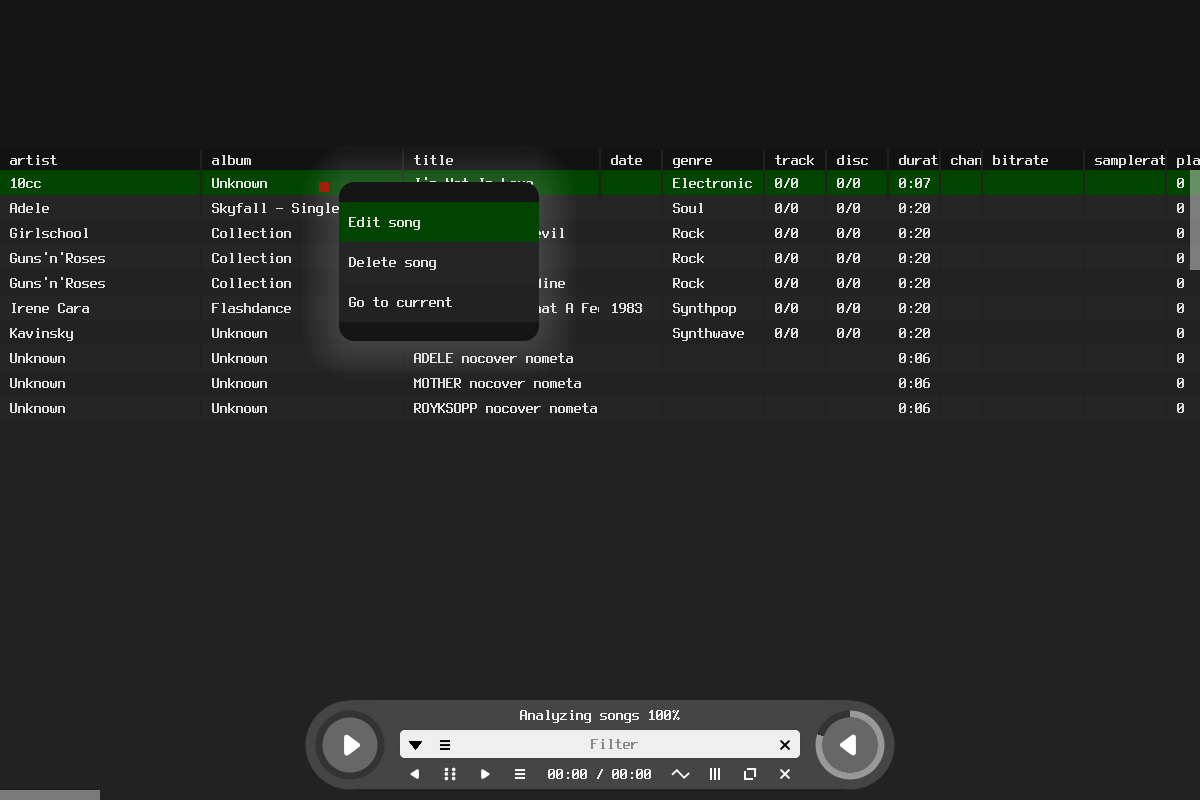 artist album title date genre track disc durat chan bitrate samplerat pla
10cc Unknown I'm Not In Love Electronic 0/0 0/0 0:07 0
Adele Skyfall - Single Soul 0/0 0/0 0:20 0
Edit song
Girlschool Collection evil Rock 0/0 0/0 0:20 0
Guns'n'Roses Collection Rock 0/0 0/0 0:20 0
Delete song
Guns'n'Roses Collection Rock 0/0 0/0 0:20 0
Go to current
Irene Cara Flashdance at A Fe 1983 Synthpop 0/0 0/0 0:20 0
Kavinsky Unknown Synthwave 0/0 0/0 0:20 0
Unknown Unknown ADELE nocover nometa 0:06 0
Unknown Unknown MOTHER nocover nometa 0:06 0
Unknown Unknown ROYKSOPP nocover nometa 0:06 0
Analyzing songs 100%
Filter
00:00 / 00:00